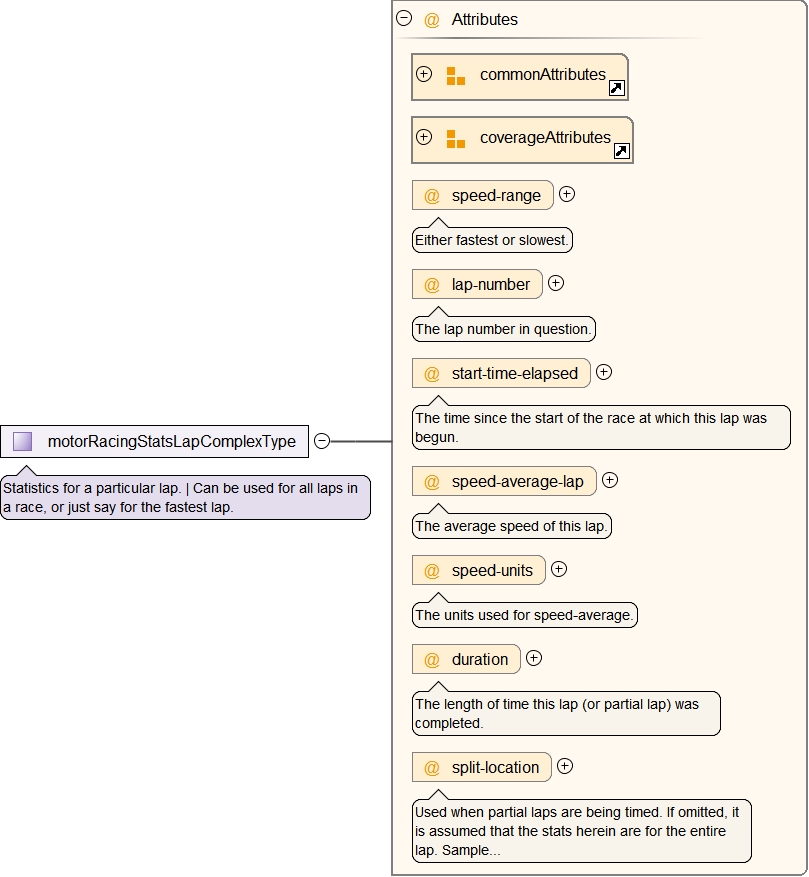 @ Attributes
commonAttributes
coverageAttributes
@ speed-range
Either fastest or slowest.
@ lap-number
The lap number in question.
@ start-time-elapsed
The time since the start of the race at which this lap was
begun.
motorRacingStatsLapComplexType
Statistics for a particular lap. | Can be used for all laps in
a race, or just say for the fastest lap.
@ speed-average-lap
The average speed of this lap.
@ speed-units
The units used for speed-average.
@ duration
The length of time this lap (or partial lap) was
completed.
@ split-location
Used when partial laps are being timed. If omitted, it
is assumed that the stats herein are for the entire
lap. Sample...